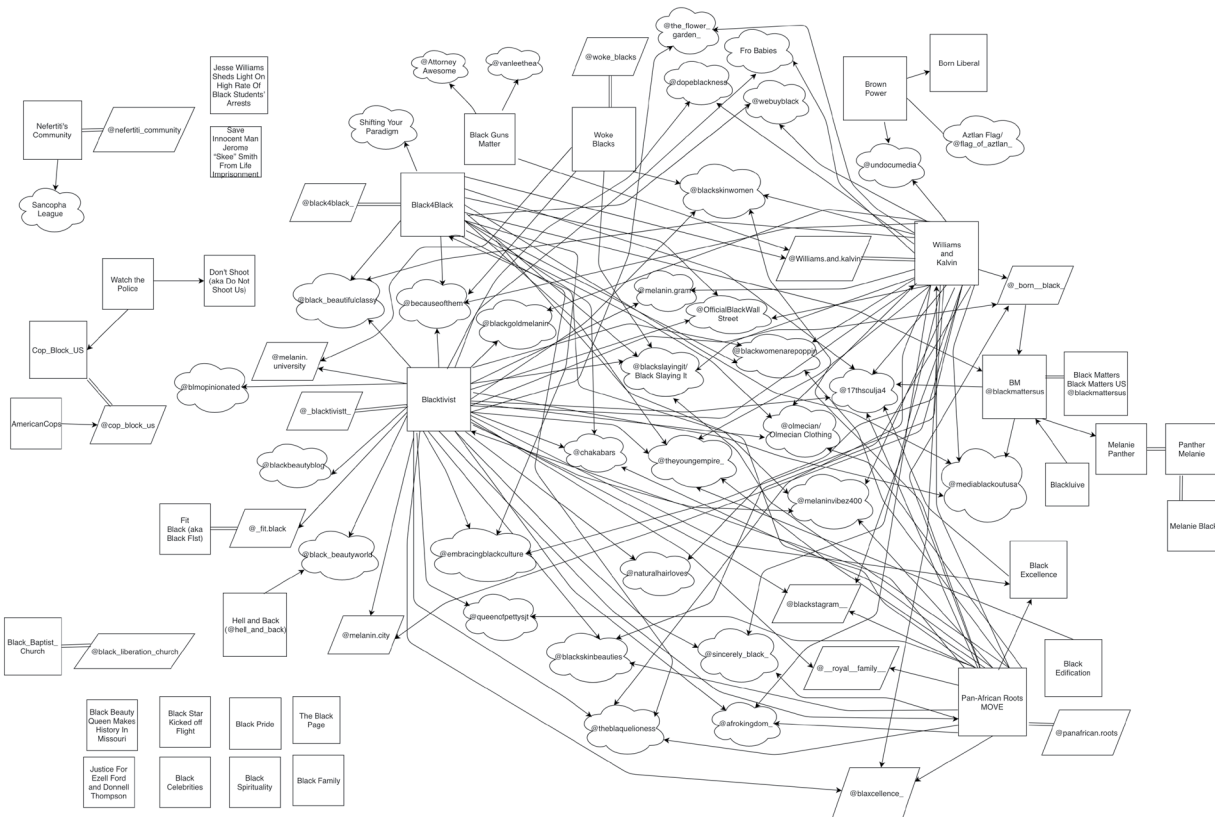 @the_flower_
garden_
Fro Babies
Born Liberal
@woke_blacks
@Attorney
Awesome
@vanleethea
Jesse Williams
Sheds Light On
High Rate Of
Black Students'
Arrests
@dopeblackness
@webuyblack
Brown
Power
Nefertiti's
Community
@nefertiti_community
Shifting Your
Paradigm
Black Guns
Matter
Woke
Blacks
Aztlan Flag/
@flag_of_aztlan_
Save
Innocent Man
Jerome
"Skee" Smith
From Life
Imprisonment
@undocumedia
Sancopha
League
@black4black_
Black4Black
@blackskinwomen
Wiliams
and
Kalvin
@Williams.and.kalvin
Watch the
Police
Don't Shoot
(aka Do Not
Shoot Us)
@black_beautifuiclassy
@becauseofthem
@melanin.gram
@_born__black_
@OfficialBlackWall
Street
@blackgoldmelanin
Cop_Block_US
@melanin.
university
@blackwomenarepoppin
@blackslayingit/
Black Slaying It
@blmopinionated
@17thsculja4
BM
@blackmattersus
Black Matters
Black Matters US
@blackmattersus
Blacktivist
@_blacktivistt_
AmericanCops
@cop_block_us
@olmecian/
Olmecian Clothing
@chakabars
@theyoungempire_
Melanie
Panther
Panther
Melanie
@blackbeautyblog
@mediablackoutusa
Blackluive
@melaninvibez400
Fit
Black (aka
Black FIst)
@_fit.black
Melanie Black
@black_beautyworld
@embracingblackculture
@naturalhairloves
Black
Excellence
@blackstagram__
Hell and Back
(@hell_and_back)
@queenofpettysjt
@melanin.city
Black_Baptist_
Church
@black_liberation_church
@blackskinbeauties
@sincerely_black_
@__royal__family__
Black
Edification
Pan-African Roots
MOVE
Black Beauty
Queen Makes
History In
Missouri
Black Star
Kicked off
Flight
Black Pride
The Black
Page
@theblaquelioness
@afrokingdom_
@panafrican.roots
Justice For
Ezell Ford
and Donnell
Thompson
Black
Celebrities
Black
Spirituality
Black Family
@blaxcellence_